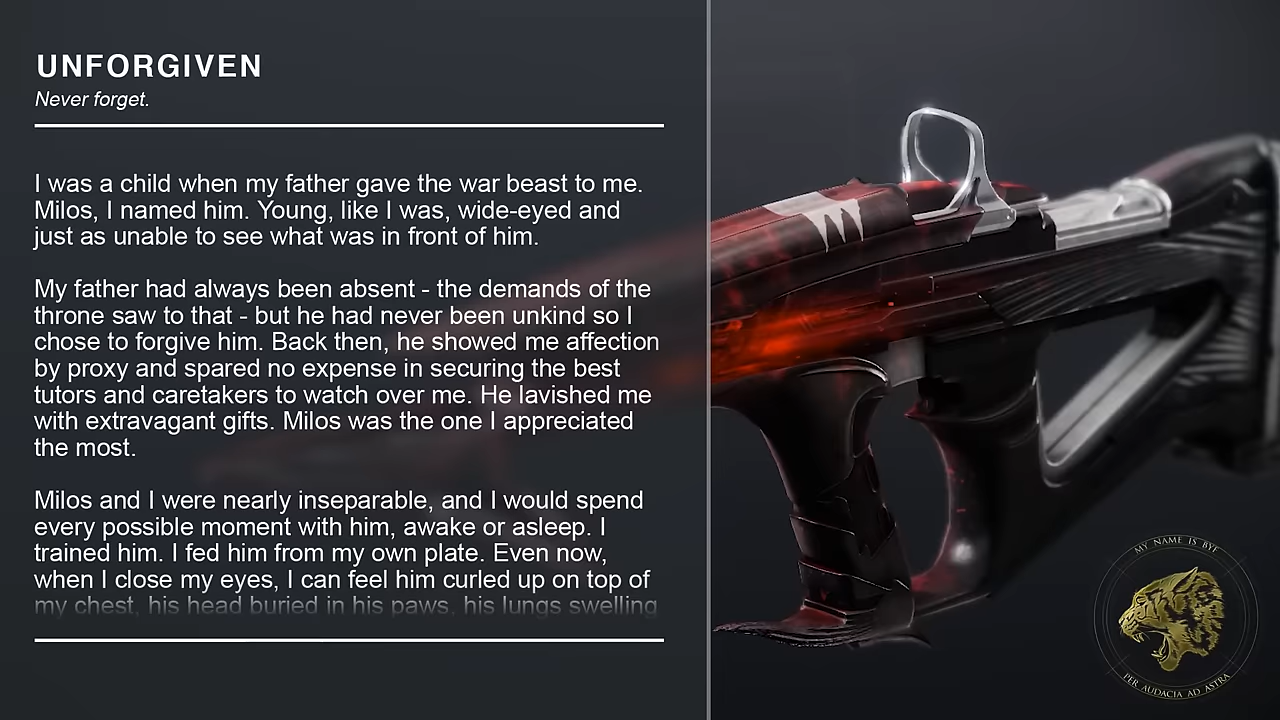 UNFORGIVEN
Never forget.
I was a child when my father gave the war beast to me.
Milos, I named him. Young, like I was, wide-eyed and
just as unable to see what was in front of him.
My father had always been absent - the demands of the
throne saw to that - but he had never been unkind so I
chose to forgive him. Back then, he showed me affection
by proxy and spared no expense in securing the best
tutors and caretakers to watch over me. He lavished me
with extravagant gifts. Milos was the one I appreciated
the most.
Milos and I were nearly inseparable, and I would spend
every possible moment with him, awake or asleep. I
trained him. I fed him from my own plate. Even now,
when I close my eyes, I can feel him curled up on top of
my chest, his head buried in his paws, his lungs swelling
MY NAME IS BYF
PER AUDACIA AD ASTRA